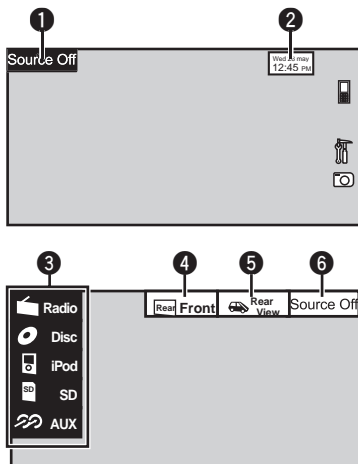 1 2
Source Off
Wed 28 may
12:45 PM
3 4 5 6
Radio
Disc
iPod
SD SD
AUX
Rear Front
Rear
View
Source Off